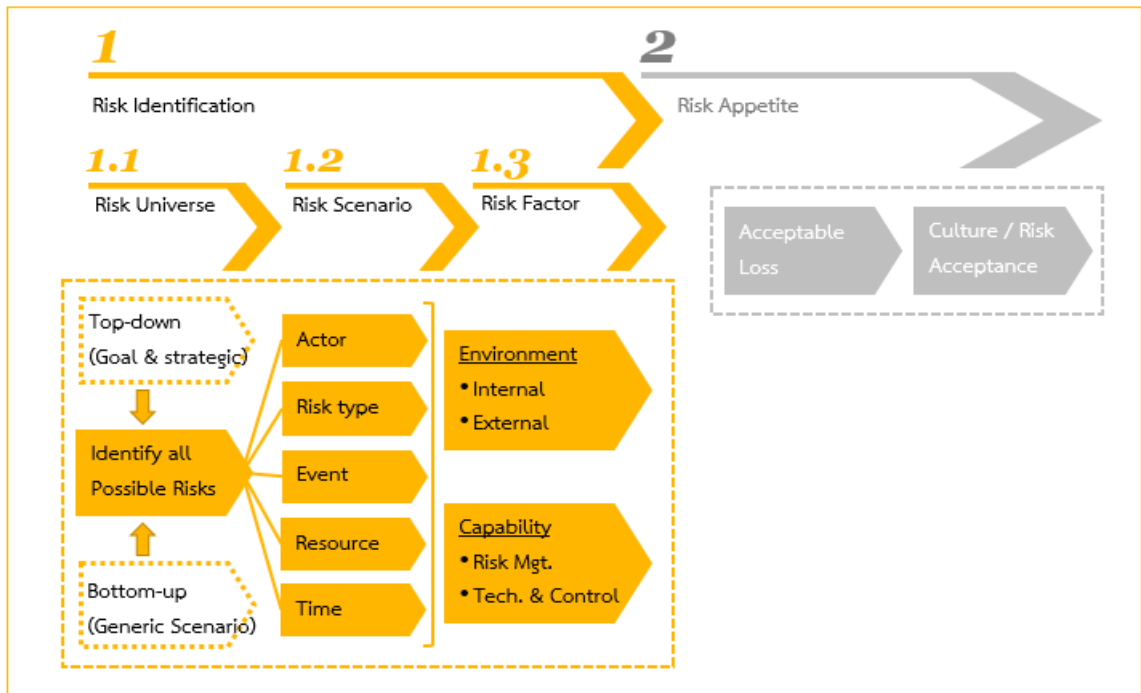 1
Risk Identification
2
Risk Appetite
1.1
Risk Universe
1.2
Risk Scenario
1.3
Risk Factor
Top-down
(Goal & strategic)
Identify all
Possible Risks
Bottom-up
(Generic Scenario)
Actor
Risk type
Event
Resource
Time
Environment
• Internal
• External
Capability
• Risk Mgt.
• Tech. & Control
Acceptable
Loss
Culture / Risk
Acceptance